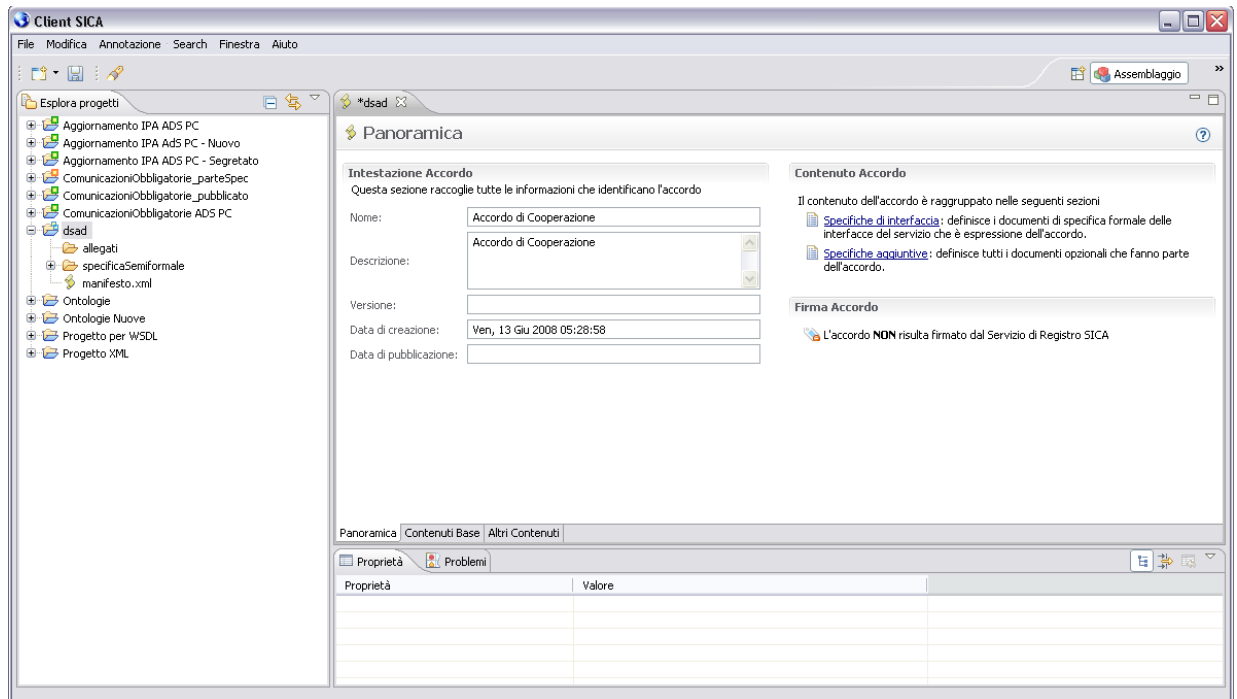 Client SICA
File Modifica Annotazione Search Finestra Aiuto
Assemblaggio
»
Esplora progetti
Aggiornamento IPA ADS PC
Aggiornamento IPA AdS PC - Nuovo
Aggiornamento IPA ADS PC - Segretato
ComunicazioniObbligatorie_parteSpec
ComunicazioniObbligatorie_pubblicato
ComunicazioniObbligatorie ADS PC
dsad
allegati
specificaSemiformale
manifesto.xml
Ontologie
Ontologie Nuove
Progetto per WSDL
Progetto XML
*dsad
Panoramica
Intestazione Accordo
Questa sezione raccoglie tutte le informazioni che identificano l'accordo
Nome: Accordo di Cooperazione
Descrizione: Accordo di Cooperazione
Versione:
Data di creazione: Ven, 13 Giu 2008 05:28:58
Data di pubblicazione:
Contenuto Accordo
Il contenuto dell'accordo è raggruppato nelle seguenti sezioni
Specifiche di interfaccia: definisce i documenti di specifica formale delle
interfacce del servizio che è espressione dell'accordo.
Specifiche aggiuntive: definisce tutti i documenti opzionali che fanno parte
dell'accordo.
Firma Accordo
L'accordo NON risulta firmato dal Servizio di Registro SICA
Panoramica Contenuti Base Altri Contenuti
Proprietà Problemi
Proprietà Valore